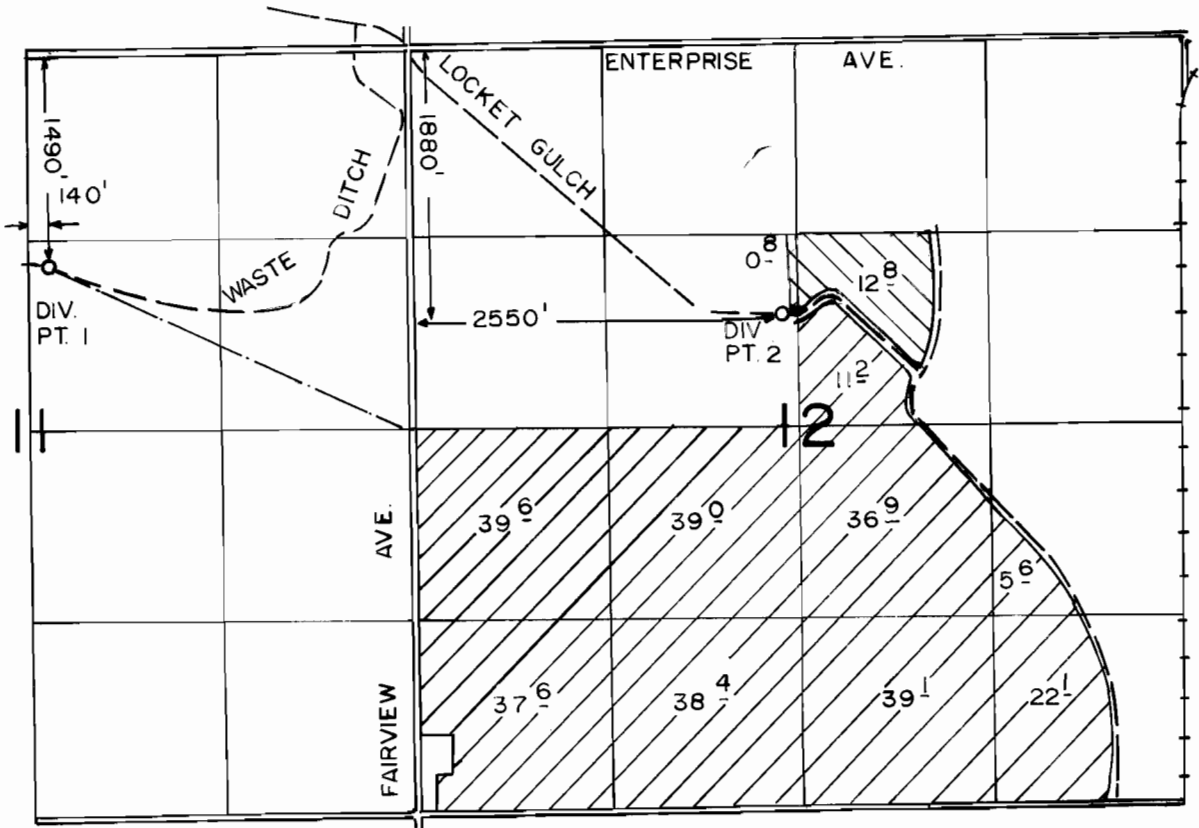 ENTERPRISE AVE.
LOCKET GULCH
1490'
1880'
140'
WASTE DITCH
0 8
12 8
DIV. PT. 1
2550'
DIV PT. 2
11 2
11
12
39 6
39 0
36 9
5 6
FAIRVIEW AVE.
37 6
38 4
39 1
22 1